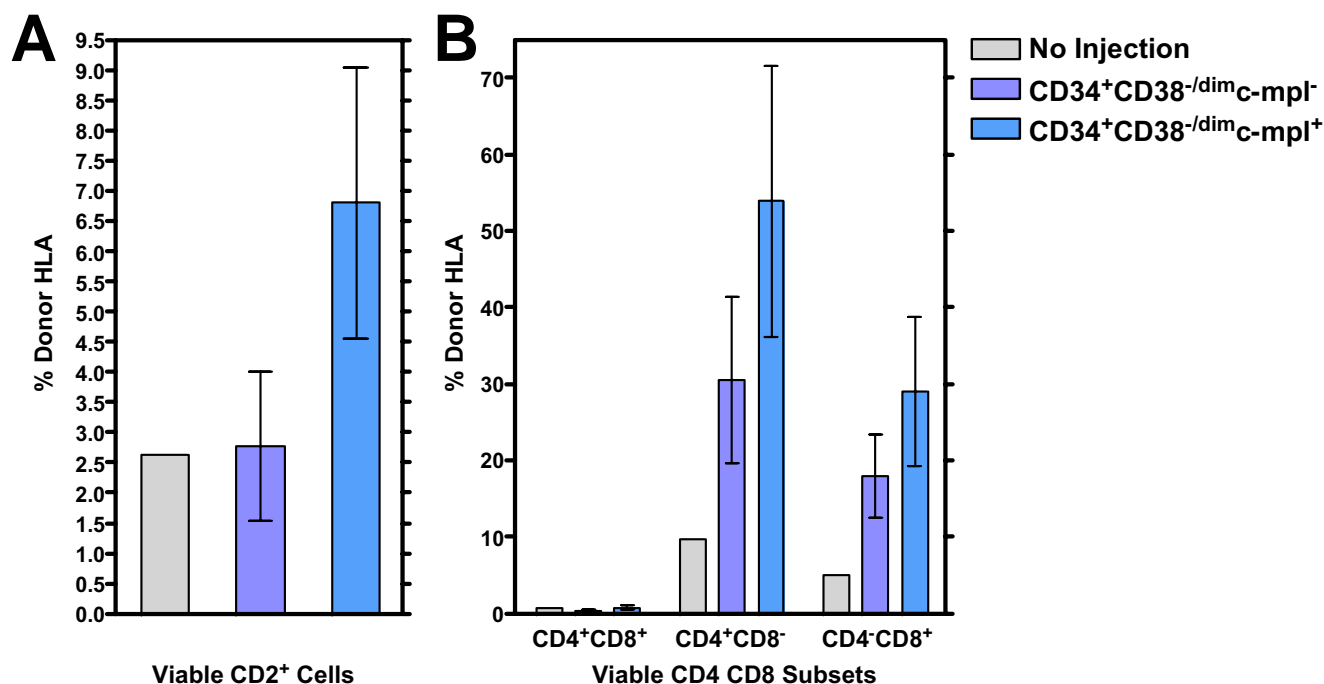 A
9.5
9.0
8.5
8.0
7.5
7.0
6.5
6.0
5.5
5.0
4.5
4.0
3.5
3.0
2.5
2.0
1.5
1.0
0.5
0.0
% Donor HLA
Viable CD2⁺ Cells
B
70
60
50
40
30
20
10
0
% Donor HLA
CD4⁺CD8⁺ CD4⁺CD8⁻ CD4⁻CD8⁺
Viable CD4 CD8 Subsets
No Injection
CD34⁺CD38⁻/ᵈⁱᵐc-mpl⁻
CD34⁺CD38⁻/ᵈⁱᵐc-mpl⁺